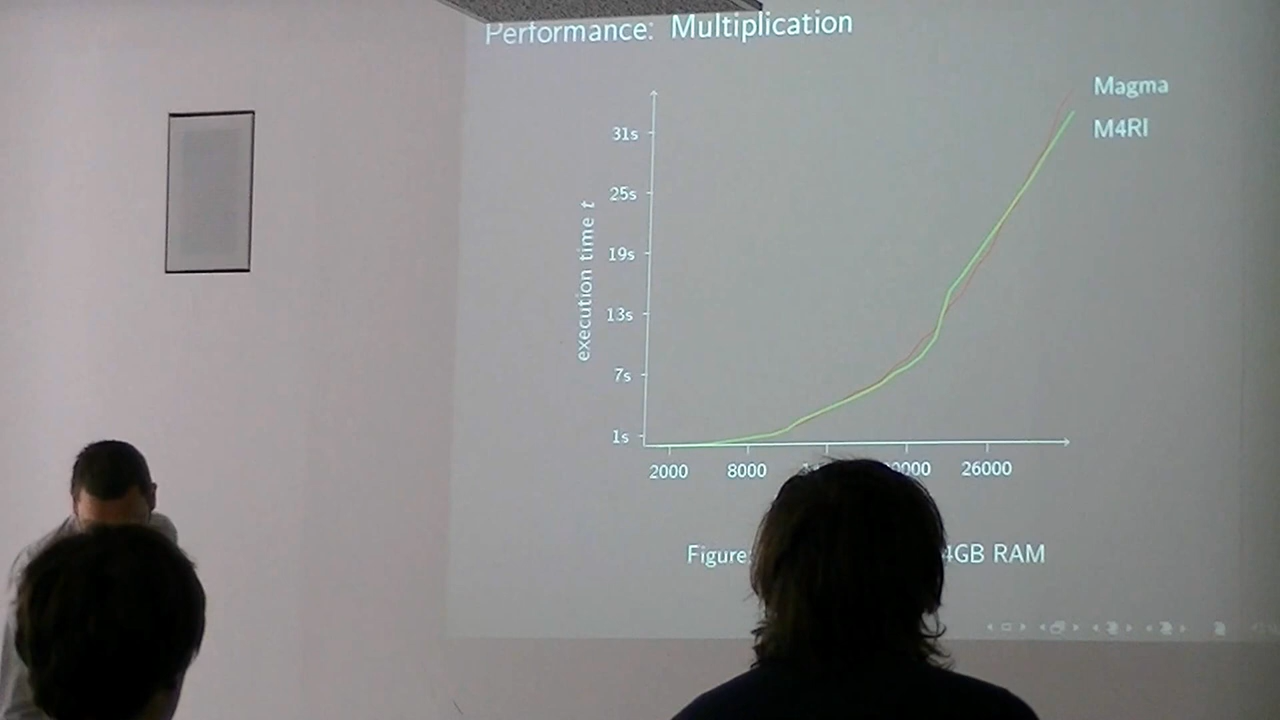 Performance: Multiplication
Magma
M4RI
31s
25s
19s
13s
7s
1s
execution time t
2000 8000 26000
Figure: 4GB RAM